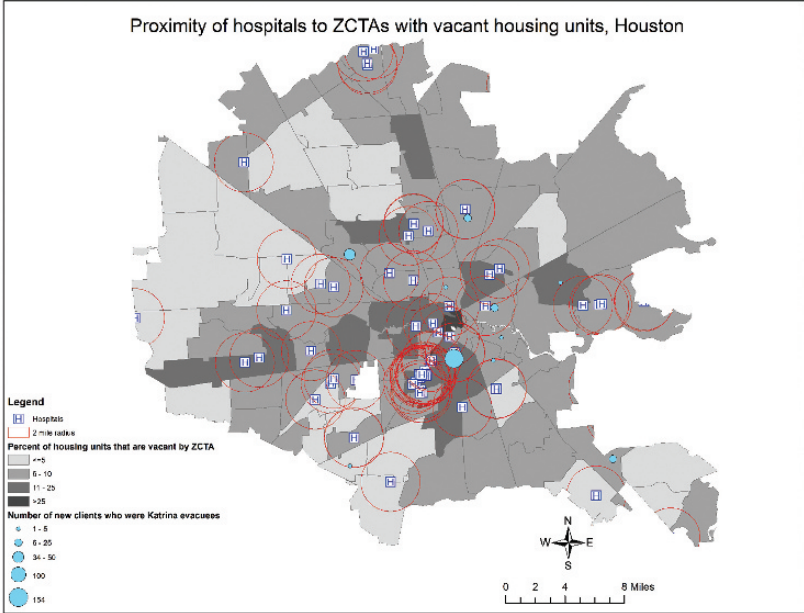 Proximity of hospitals to ZCTAs with vacant housing units, Houston
Legend
H Hospitals
2 mile radius
Percent of housing units that are vacant by ZCTA
<=5
6 - 10
11 - 25
>25
Number of new clients who were Katrina evacuees
1 - 5
6 - 25
34 - 50
100
154
N
W E
S
0 2 4 8 Miles